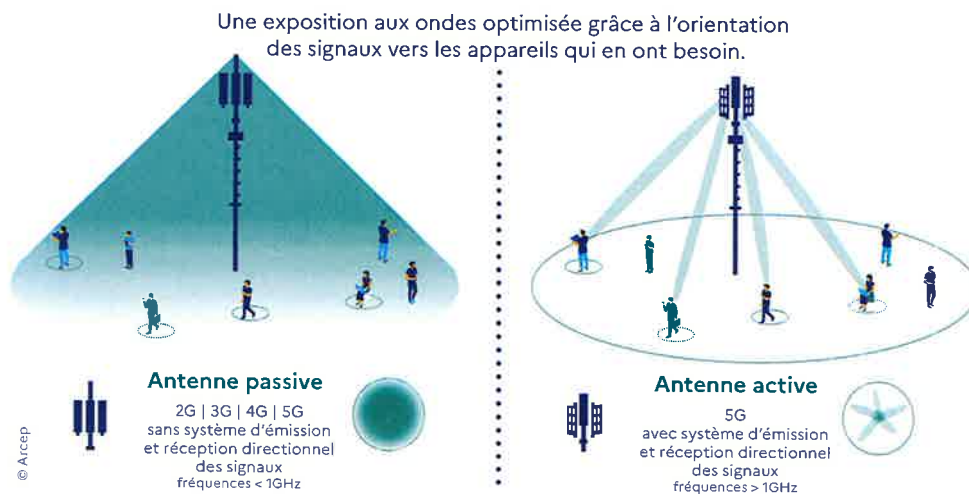 Une exposition aux ondes optimisée grâce à l'orientation
des signaux vers les appareils qui en ont besoin.
Antenne passive
2G | 3G | 4G | 5G
sans système d'émission
et réception directionnel
des signaux
fréquences < 1GHz
Antenne active
5G
avec système d'émission
et réception directionnel
des signaux
fréquences > 1GHz
© Arcep